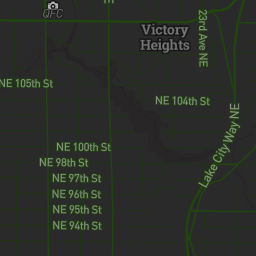 QFC
Victory
Heights
23rd Ave NE
NE 105th St
NE 104th St
NE 100th St
NE 98th St
NE 97th St
NE 96th St
NE 95th St
NE 94th St
Lake City Way NE